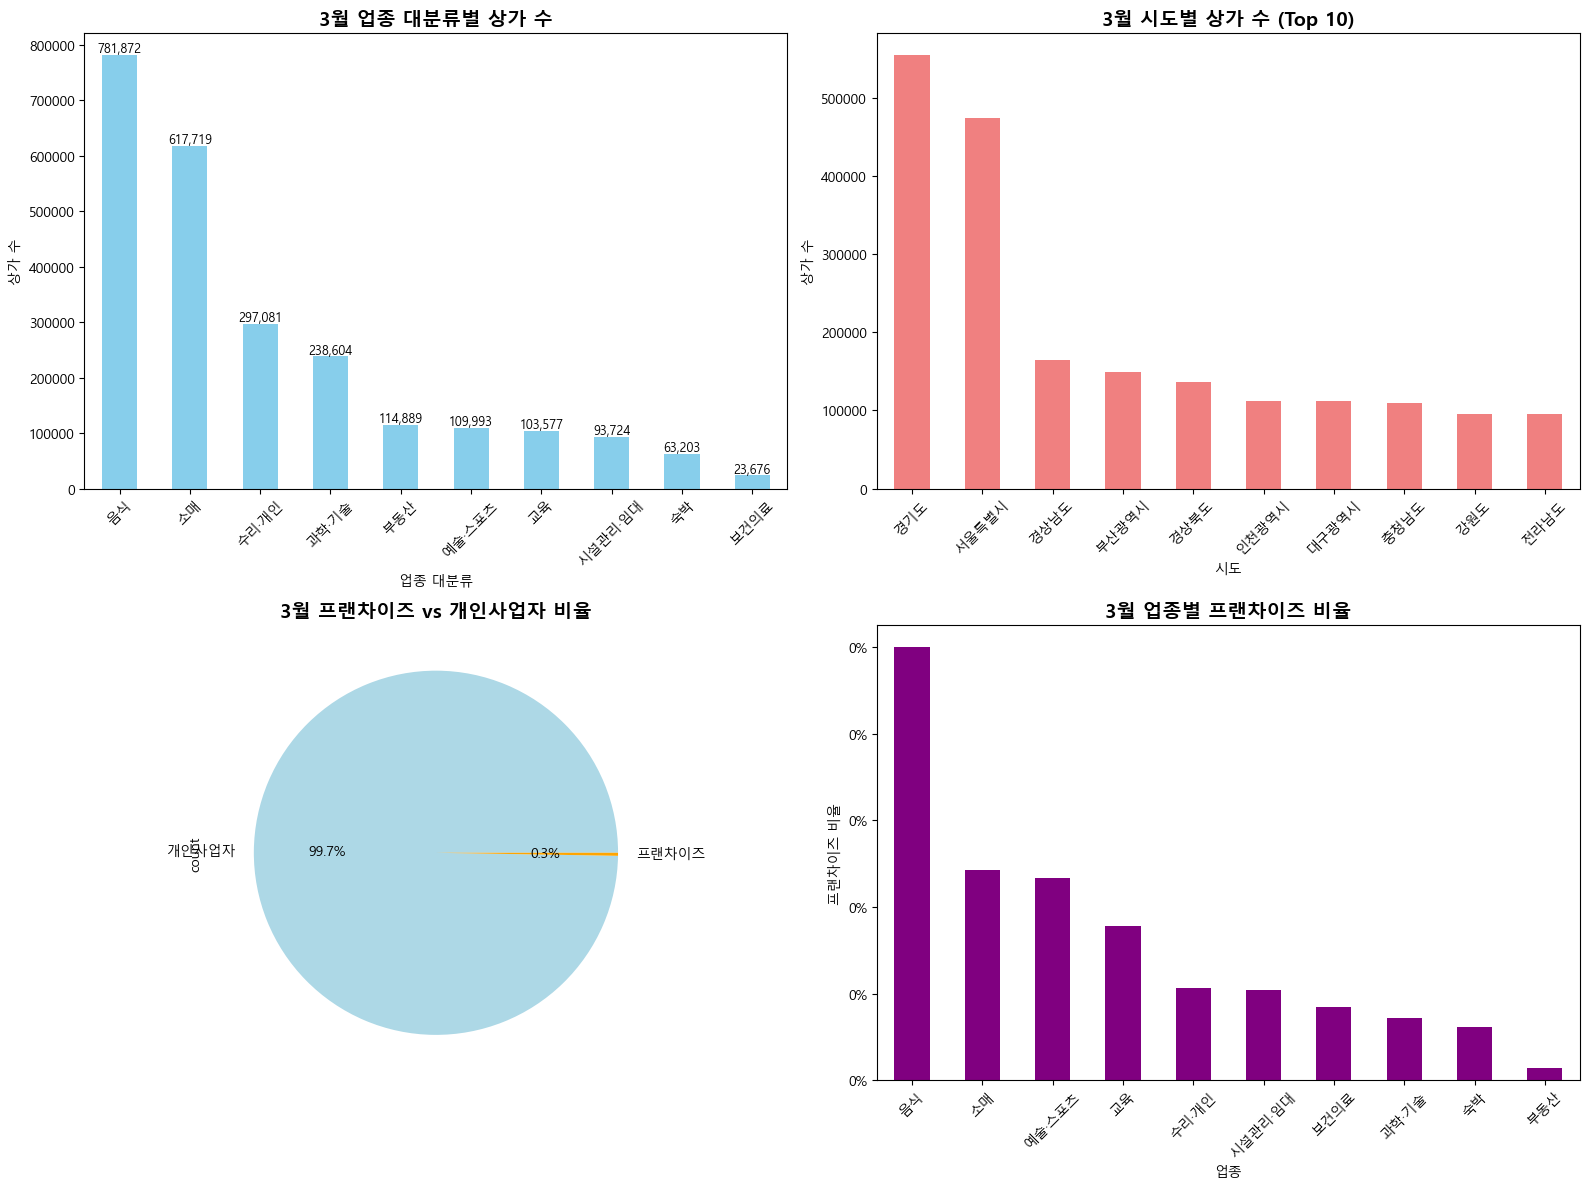 3월 업종 대분류별 상가 수
상가 수
800000
700000
600000
500000
400000
300000
200000
100000
0
781,872
617,719
297,081
238,604
114,889
109,993
103,577
93,724
63,203
23,676
음식
소매
수리·개인
과학·기술
부동산
예술·스포츠
교육
시설관리·임대
숙박
보건의료
업종 대분류
3월 시도별 상가 수 (Top 10)
상가 수
500000
400000
300000
200000
100000
0
경기도
서울특별시
경상남도
부산광역시
경상북도
인천광역시
대구광역시
충청남도
강원도
전라남도
시도
3월 프랜차이즈 vs 개인사업자 비율
count
개인사업자
99.7%
0.3%
프랜차이즈
3월 업종별 프랜차이즈 비율
프랜차이즈 비율
0%
0%
0%
0%
0%
0%
음식
소매
예술·스포츠
교육
수리·개인
시설관리·임대
보건의료
과학·기술
숙박
부동산
업종